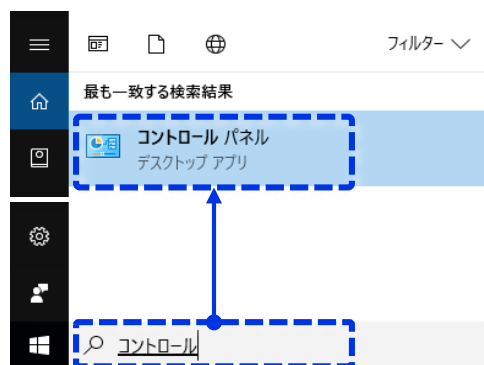 フィルター
最も一致する検索結果
コントロール パネル
デスクトップ アプリ
コントロール